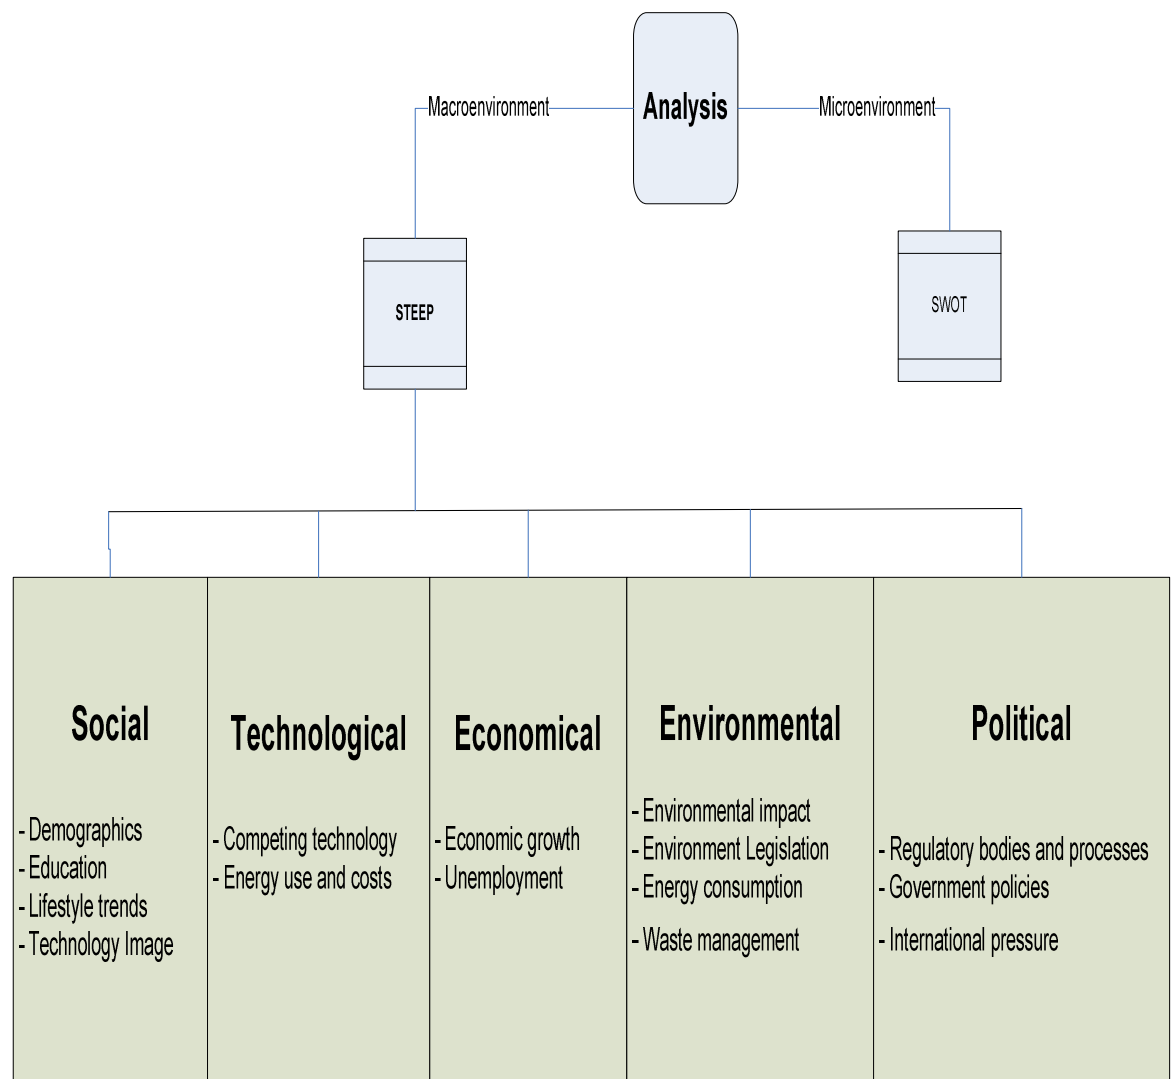 Macroenvironment
Analysis
Microenvironment
STEEP
SWOT
Social
- Demographics
- Education
- Lifestyle trends
- Technology Image
Technological
- Competing technology
- Energy use and costs
Economical
- Economic growth
- Unemployment
Environmental
- Environmental impact
- Environment Legislation
- Energy consumption
- Waste management
Political
- Regulatory bodies and processes
- Government policies
- International pressure